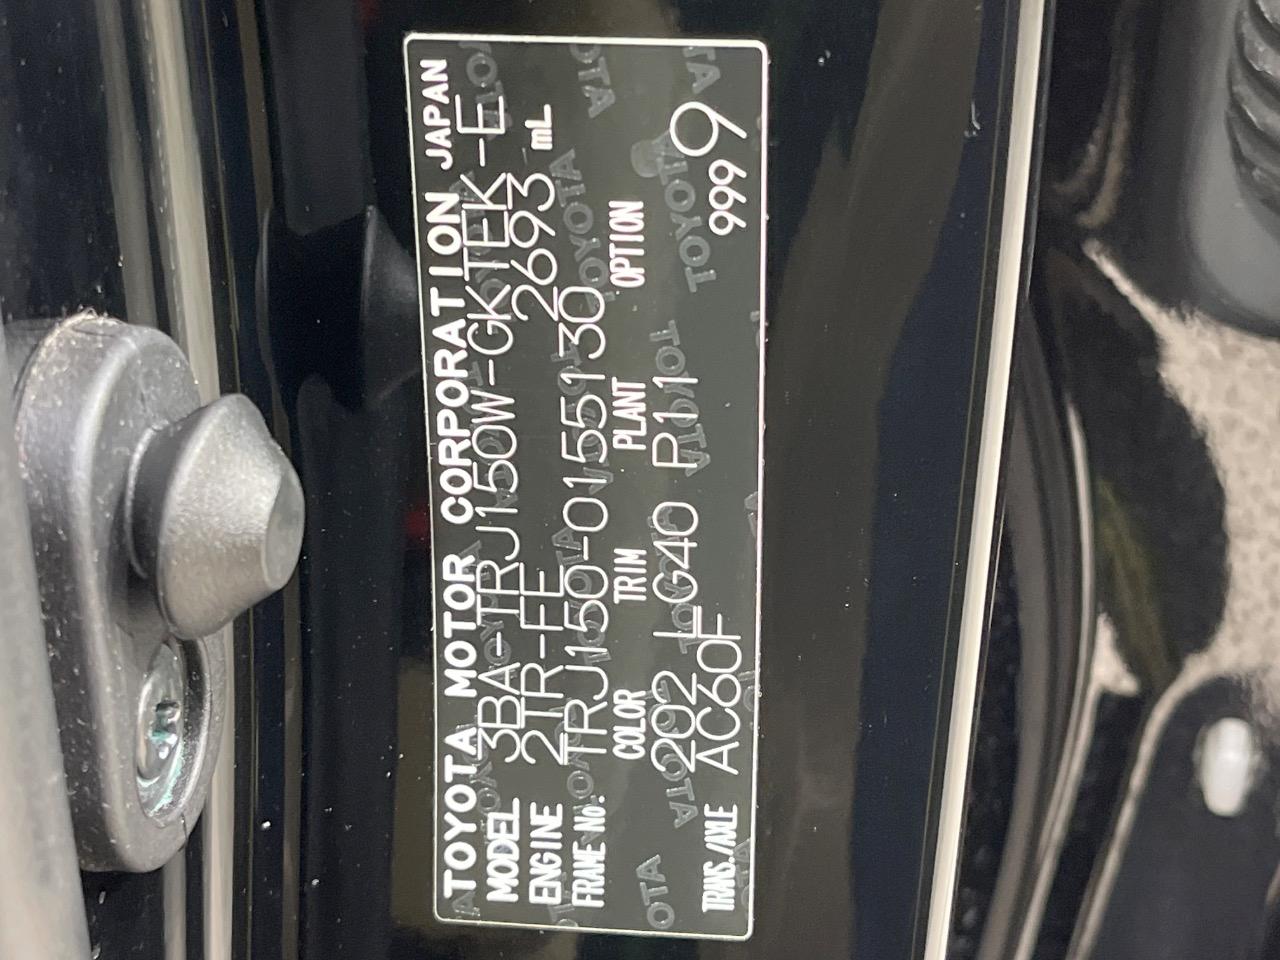 TOYOTA MOTOR CORPORATION JAPAN
MODEL 3BA-TRJ150W-GKTEK-E
ENGINE 2TR-FE 2693 mL
FRAME No. TRJ150-0155130
COLOR TRIM PLANT OPTION
202 LG40 P11
TRANS./AXLE AC60F 999 9